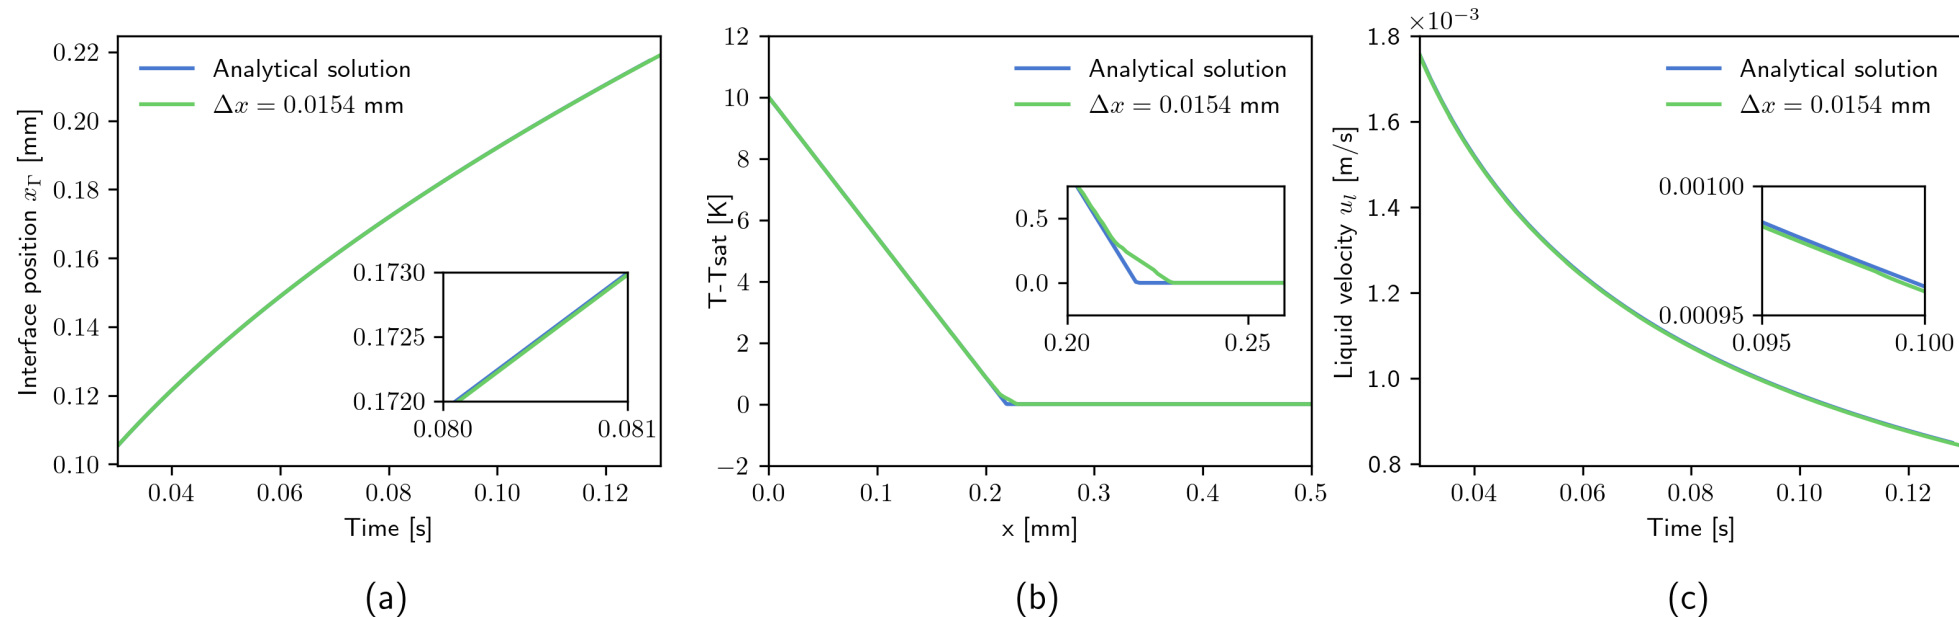 Analytical solution
Δx = 0.0154 mm
Interface position xΓ [mm]
0.22
0.20
0.18
0.16
0.14
0.12
0.10
0.1730
0.1725
0.1720
0.080 0.081
0.04 0.06 0.08 0.10 0.12
Time [s]
(a)
Analytical solution
Δx = 0.0154 mm
T-Tsat [K]
12
10
8
6
4
2
0
−2
0.5
0.0
0.20 0.25
0.0 0.1 0.2 0.3 0.4 0.5
x [mm]
(b)
×10⁻³
Analytical solution
Δx = 0.0154 mm
Liquid velocity uₗ [m/s]
1.8
1.6
1.4
1.2
1.0
0.8
0.00100
0.00095
0.095 0.100
0.04 0.06 0.08 0.10 0.12
Time [s]
(c)